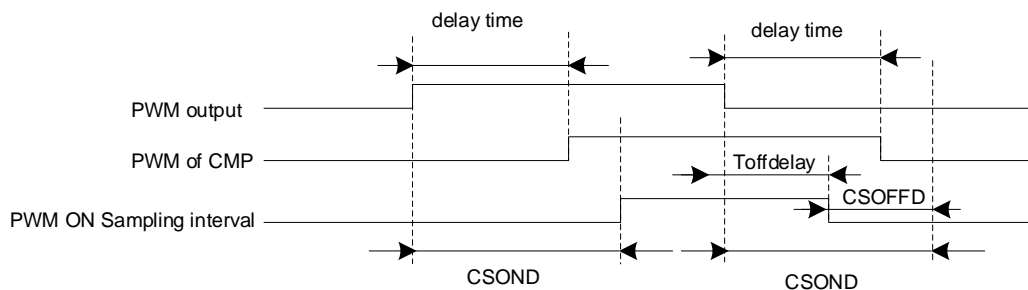 delay time
delay time
PWM output
PWM of CMP
Toffdelay
CSOFFD
PWM ON Sampling interval
CSOND
CSOND